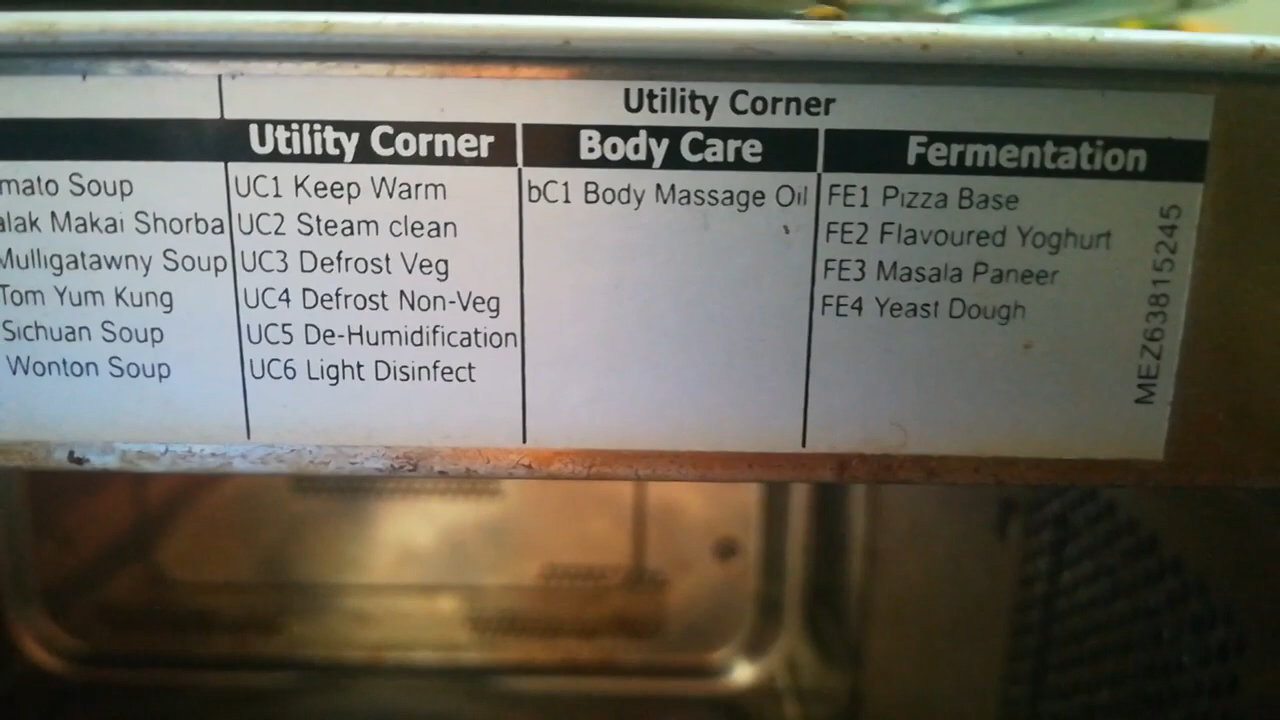 Utility Corner
Utility Corner
Body Care
Fermentation
Soup
Makai Shorba
Mulligatawny Soup
Tom Yum Kung
Sichuan Soup
Wonton Soup
UC1 Keep Warm
UC2 Steam clean
UC3 Defrost Veg
UC4 Defrost Non-Veg
UC5 De-Humidification
UC6 Light Disinfect
bC1 Body Massage Oil
FE1 Pizza Base
FE2 Flavoured Yoghurt
FE3 Masala Paneer
FE4 Yeast Dough
MEZ63815245